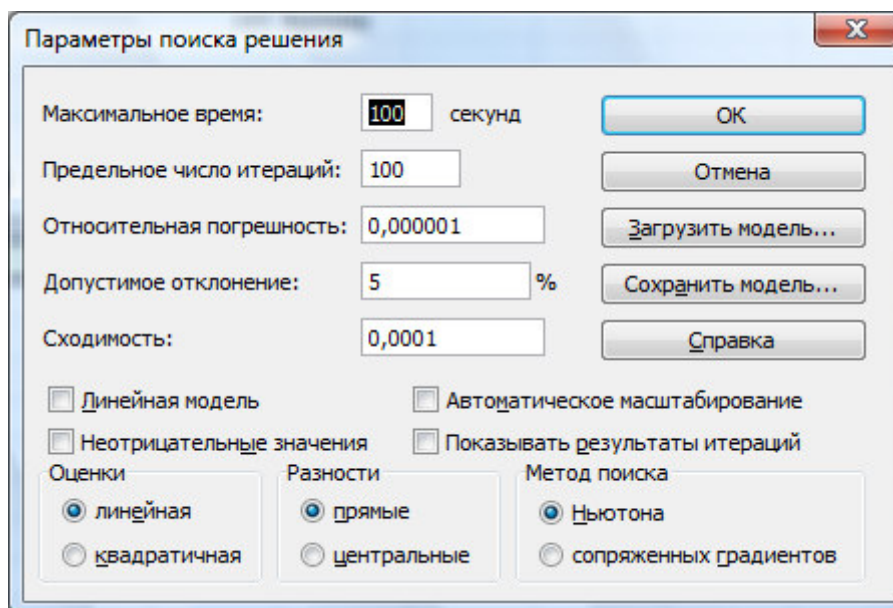 Параметры поиска решения
Максимальное время: 100 секунд OK
Предельное число итераций: 100 Отмена
Относительная погрешность: 0,000001 Загрузить модель...
Допустимое отклонение: 5 % Сохранить модель...
Сходимость: 0,0001 Справка
Линейная модель Автоматическое масштабирование
Неотрицательные значения Показывать результаты итераций
Оценки Разности Метод поиска
линейная прямые Ньютона
квадратичная центральные сопряженных градиентов